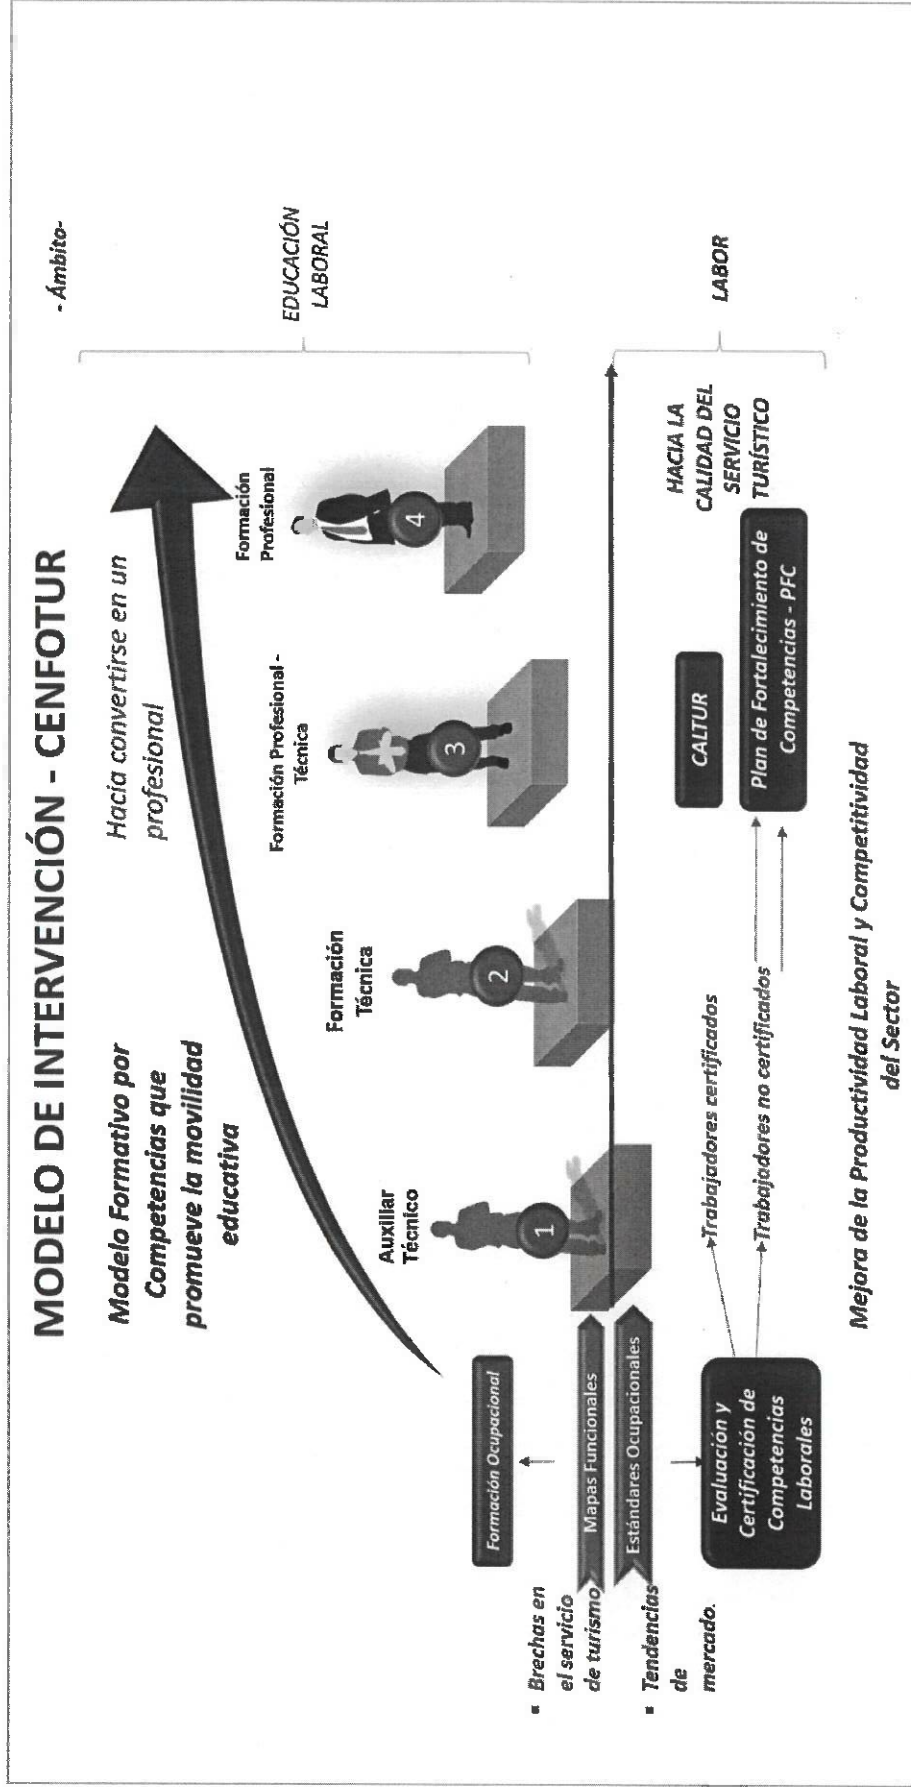 MODELO DE INTERVENCIÓN - CENFOTUR
- Ámbito-
Modelo Formativo por
Competencias que
promueve la movilidad
educativa
Hacia convertirse en un
profesional
EDUCACIÓN
LABORAL
Formación
Profesional
4
Formación Profesional -
Técnica
3
Formación
Técnica
2
Auxiliar
Técnico
1
Formación Ocupacional
▪ Brechas en
el servicio
de turismo
Mapas Funcionales
Estándares Ocupacionales
▪ Tendencias
de
mercado.
Evaluación y
Certificación de
Competencias
Laborales
Trabajadores certificados
Trabajadores no certificados
CALTUR
Plan de Fortalecimiento de
Competencias - PFC
HACIA LA
CALIDAD DEL
SERVICIO
TURÍSTICO
LABOR
Mejora de la Productividad Laboral y Competitividad
del Sector